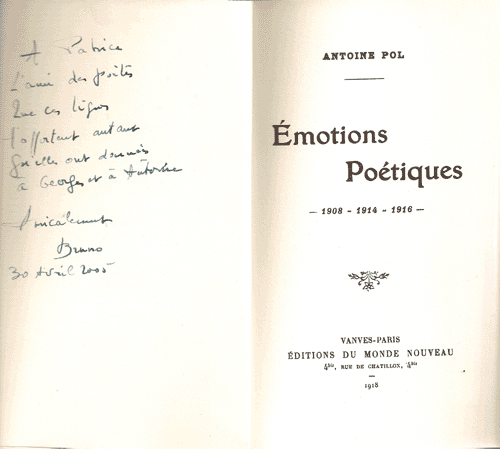 A Patrice
L'ami des poètes
Que ces lignes
t'apportent autant
qu'elles ont données
à Georges et à Antoine
Amicalement
Bruno
30 Avril 2005
ANTOINE POL
Émotions
Poétiques
— 1908 - 1914 - 1916 —
VANVES-PARIS
ÉDITIONS DU MONDE NOUVEAU
4bis, RUE DE CHATILLON, 4bis
1918